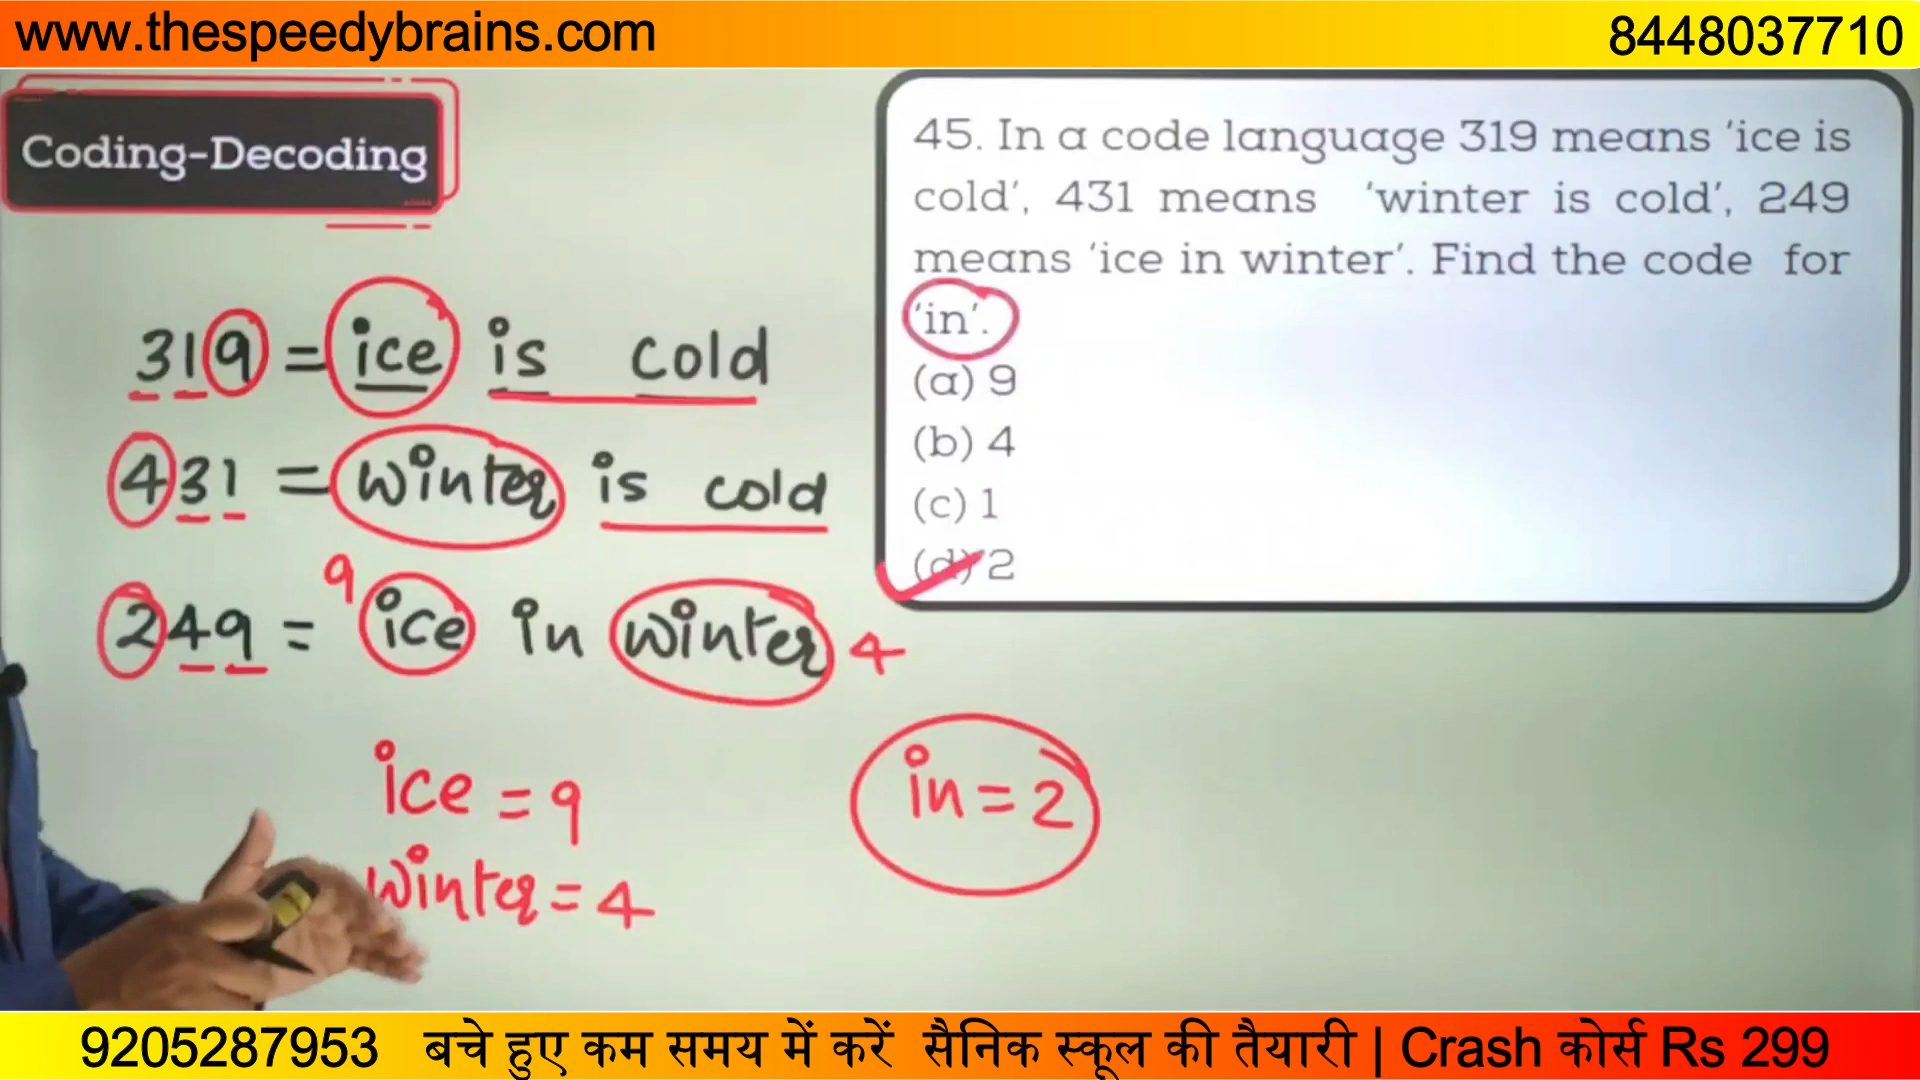 www.thespeedybrains.com
8448037710
Coding-Decoding
45. In a code language 319 means 'ice is
cold', 431 means 'winter is cold', 249
means 'ice in winter'. Find the code for
'in'.
(a) 9
(b) 4
(c) 1
(d) 2
319 = ice is cold
431 = winter is cold
9
249 = ice in winter 4
ice = 9
winter = 4
in = 2
9205287953 बचे हुए कम समय में करें सैनिक स्कूल की तैयारी | Crash कोर्स Rs 299